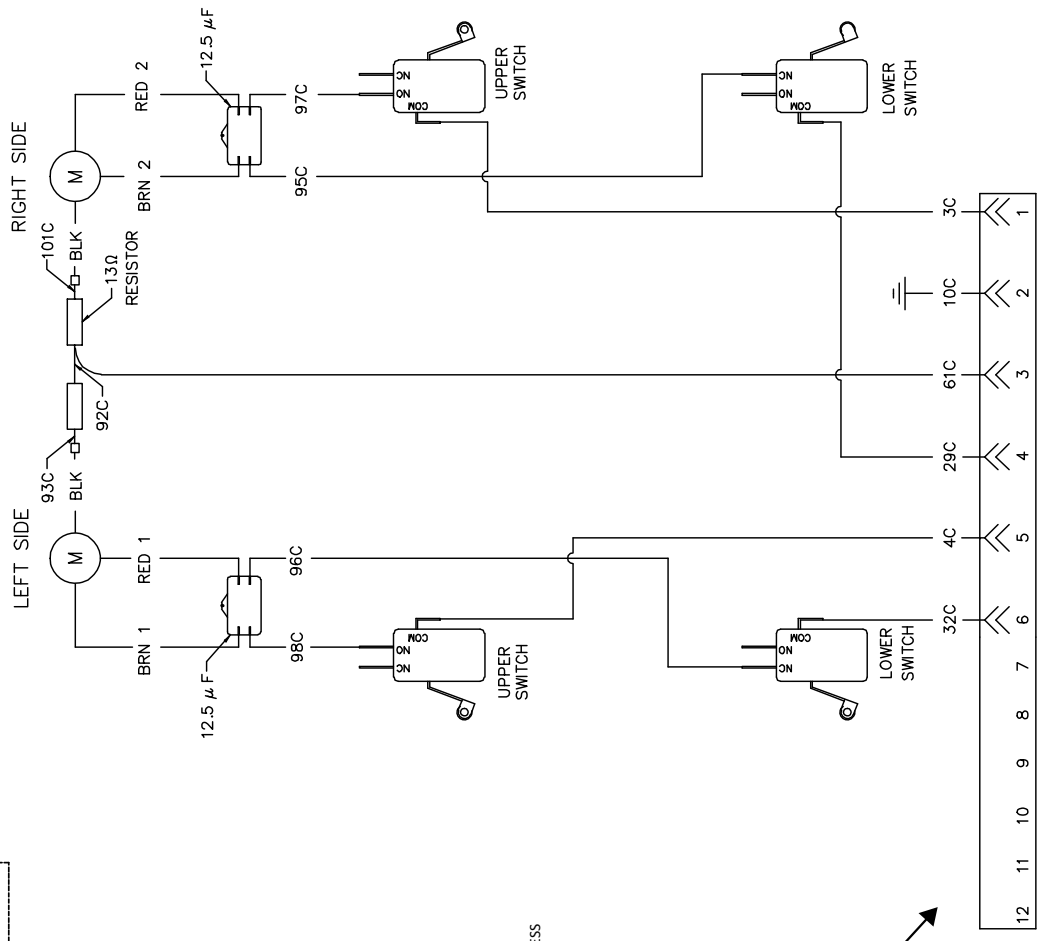 RIGHT SIDE
M
RED 2
BRN 2
12.5 μF
BLK
101C
13Ω
RESISTOR
93C
92C
BLK
LEFT SIDE
M
RED 1
BRN 1
12.5 μF
97C
95C
96C
98C
NC
NO
COM
UPPER
SWITCH
NC
NO
COM
LOWER
SWITCH
COM
NO
NC
UPPER
SWITCH
COM
NO
NC
LOWER
SWITCH
3C
10C
61C
29C
4C
32C
1
2
3
4
5
6
7
8
9
10
11
12
ESS